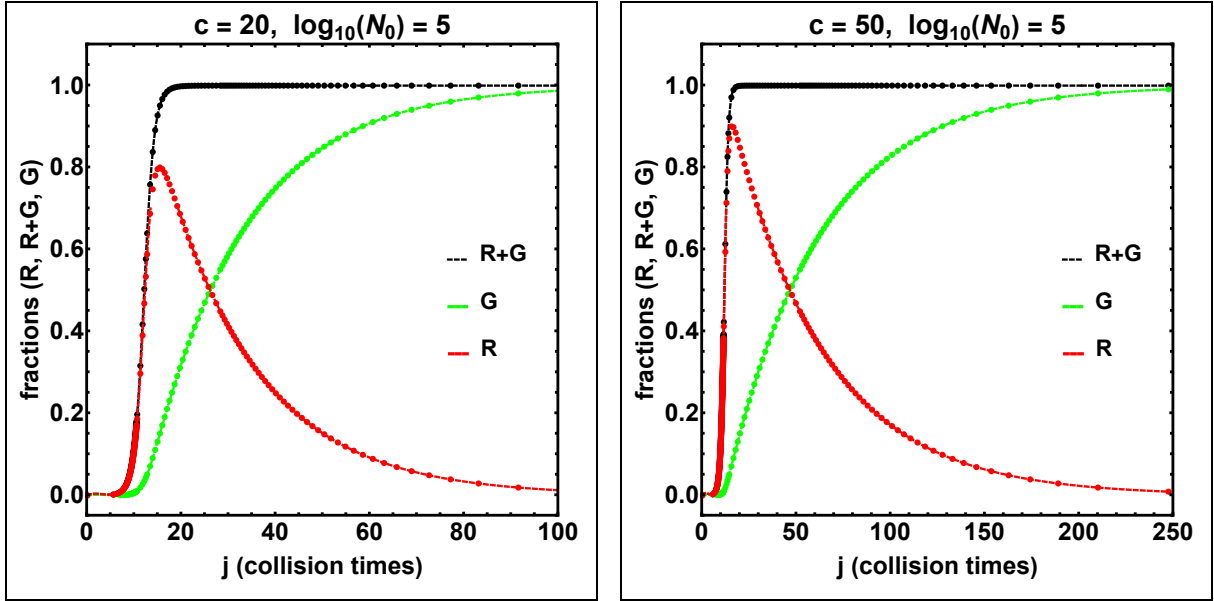 c = 20, log₁₀(N₀) = 5
fractions (R, R+G, G)
1.0
0.8
0.6
0.4
0.2
0.0
R+G
G
R
0 20 40 60 80 100
j (collision times)
c = 50, log₁₀(N₀) = 5
fractions (R, R+G, G)
1.0
0.8
0.6
0.4
0.2
0.0
R+G
G
R
0 50 100 150 200 250
j (collision times)